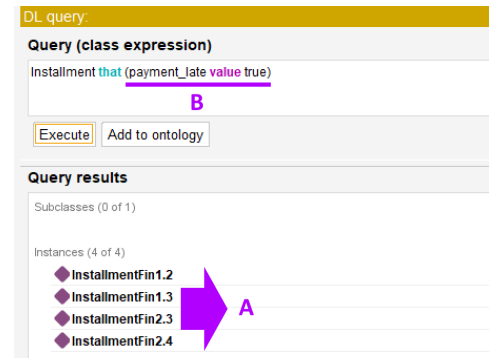 DL query:
Query (class expression)
Installment that (payment_late value true)
B
Execute Add to ontology
Query results
Subclasses (0 of 1)
Instances (4 of 4)
InstallmentFin1.2
InstallmentFin1.3
A
InstallmentFin2.3
InstallmentFin2.4